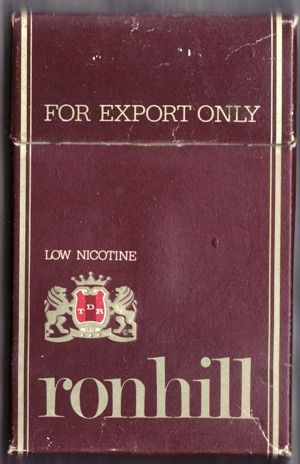 FOR EXPORT ONLY
LOW NICOTINE
TDR
ronhill